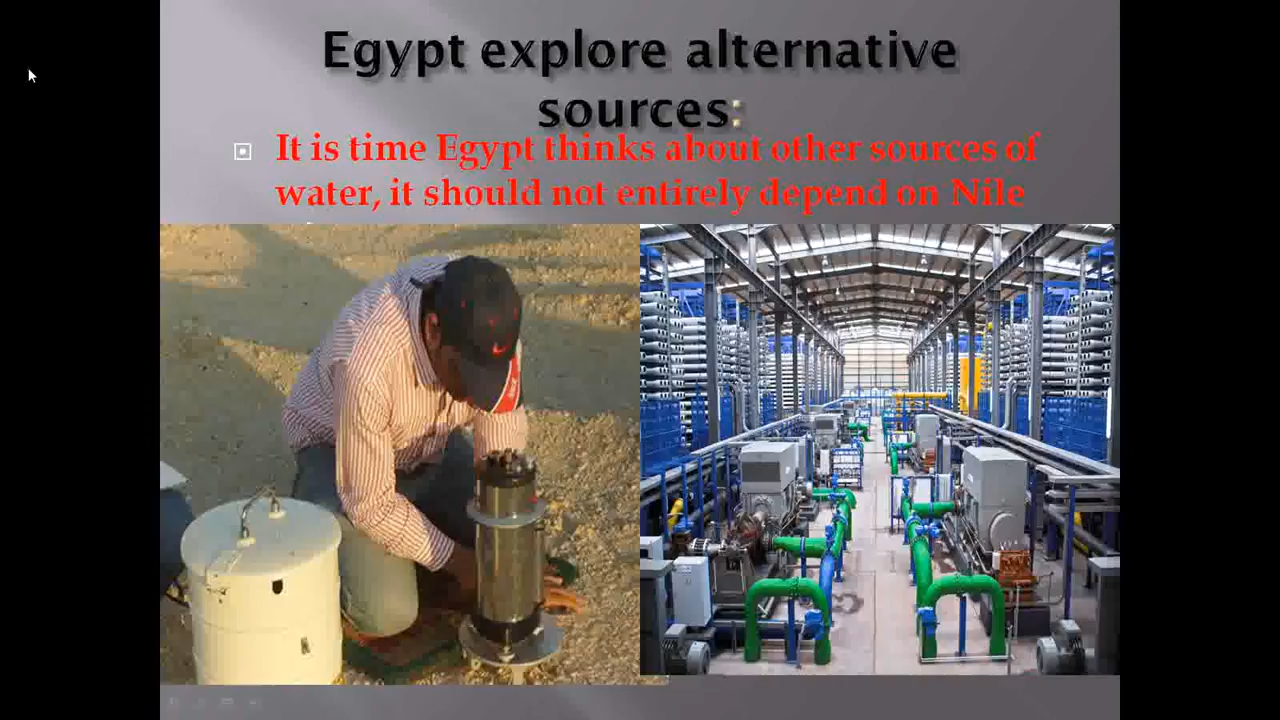 Egypt explore alternative
sources:
It is time Egypt thinks about other sources of
water, it should not entirely depend on Nile